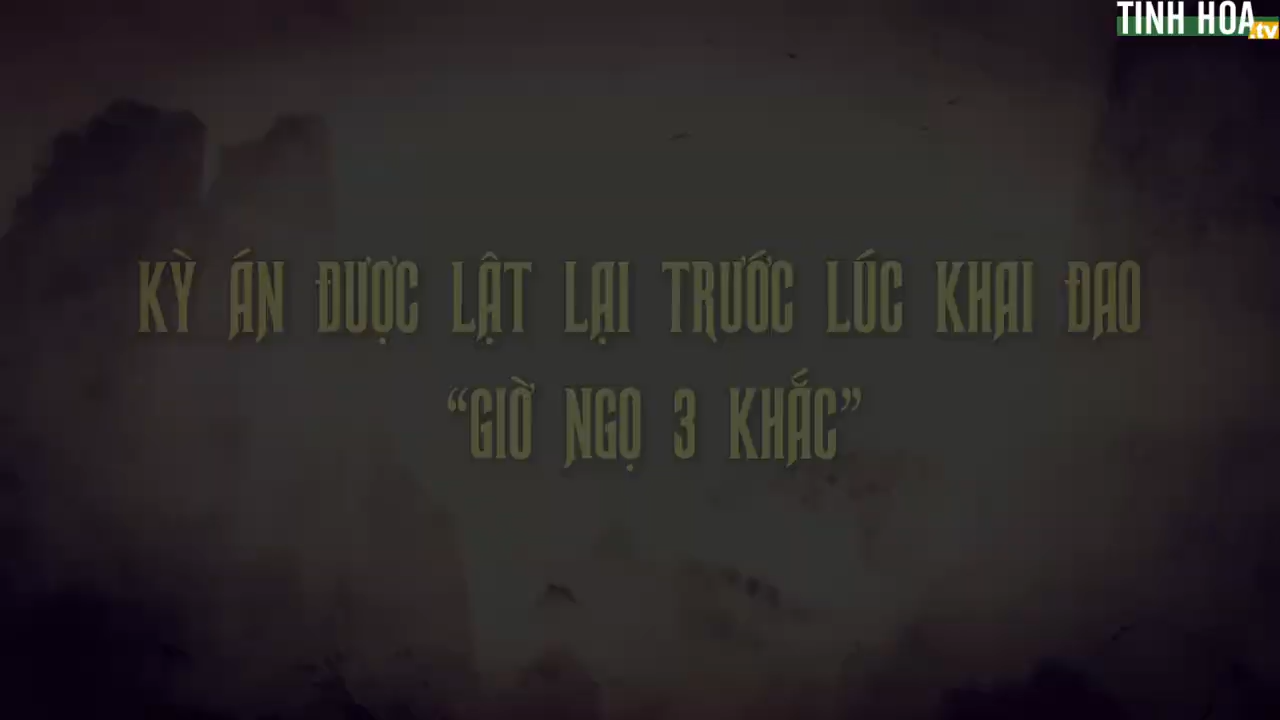 TINH HOA.tv
KỲ ÁN ĐƯỢC LẬT LẠI TRƯỚC LÚC KHAI ĐAO
“GIỜ NGỌ 3 KHẮC”